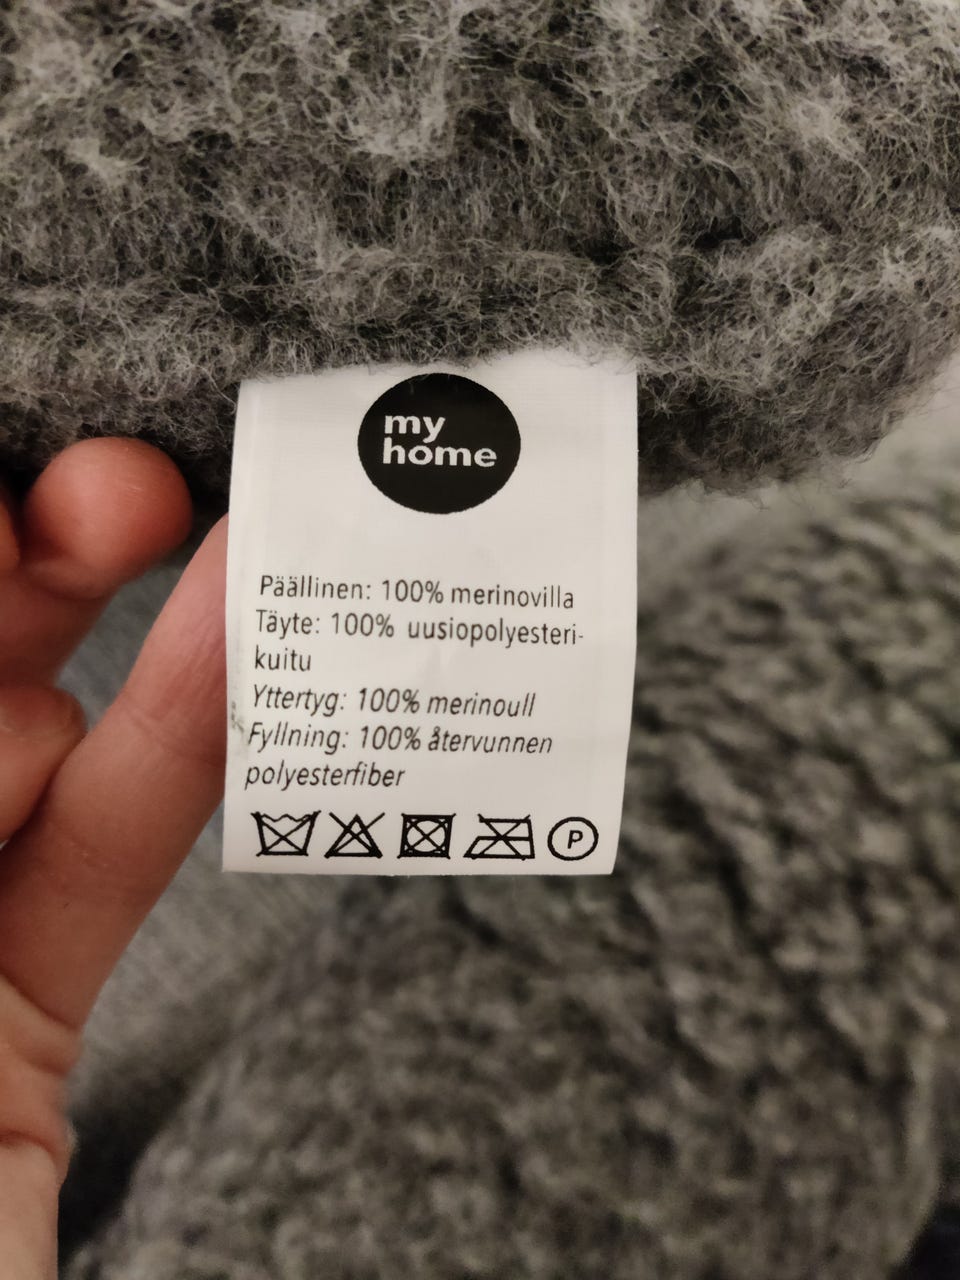 my
home
Päällinen: 100% merinovilla
Täyte: 100% uusiopolyesteri-
kuitu
Yttertyg: 100% merinoull
Fyllning: 100% återvunnen
polyesterfiber
P